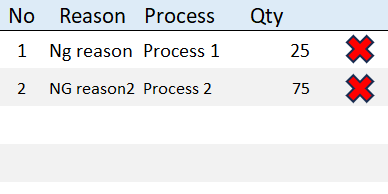 No Reason Process Qty
1 Ng reason Process 1 25
2 NG reason2 Process 2 75